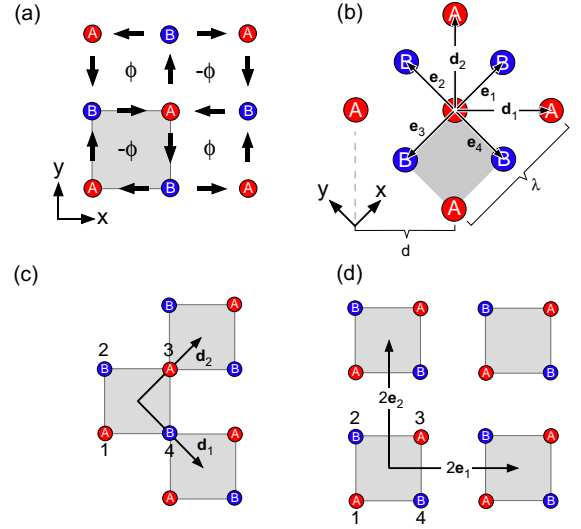 (a)
A B A
ϕ -ϕ
B A B
-ϕ ϕ
A B A
y
x
(b)
A
d₂
B B
e₂ e₁
A A d₁ A
e₃ e₄
B B
A
y x
λ
d
(c)
B A
2 3 d₂
B A B
A B d₁ A
1 4
A B
(d)
B A B A
A B A B
2e₂
2 3
B A B A
2e₁
A B A B
1 4